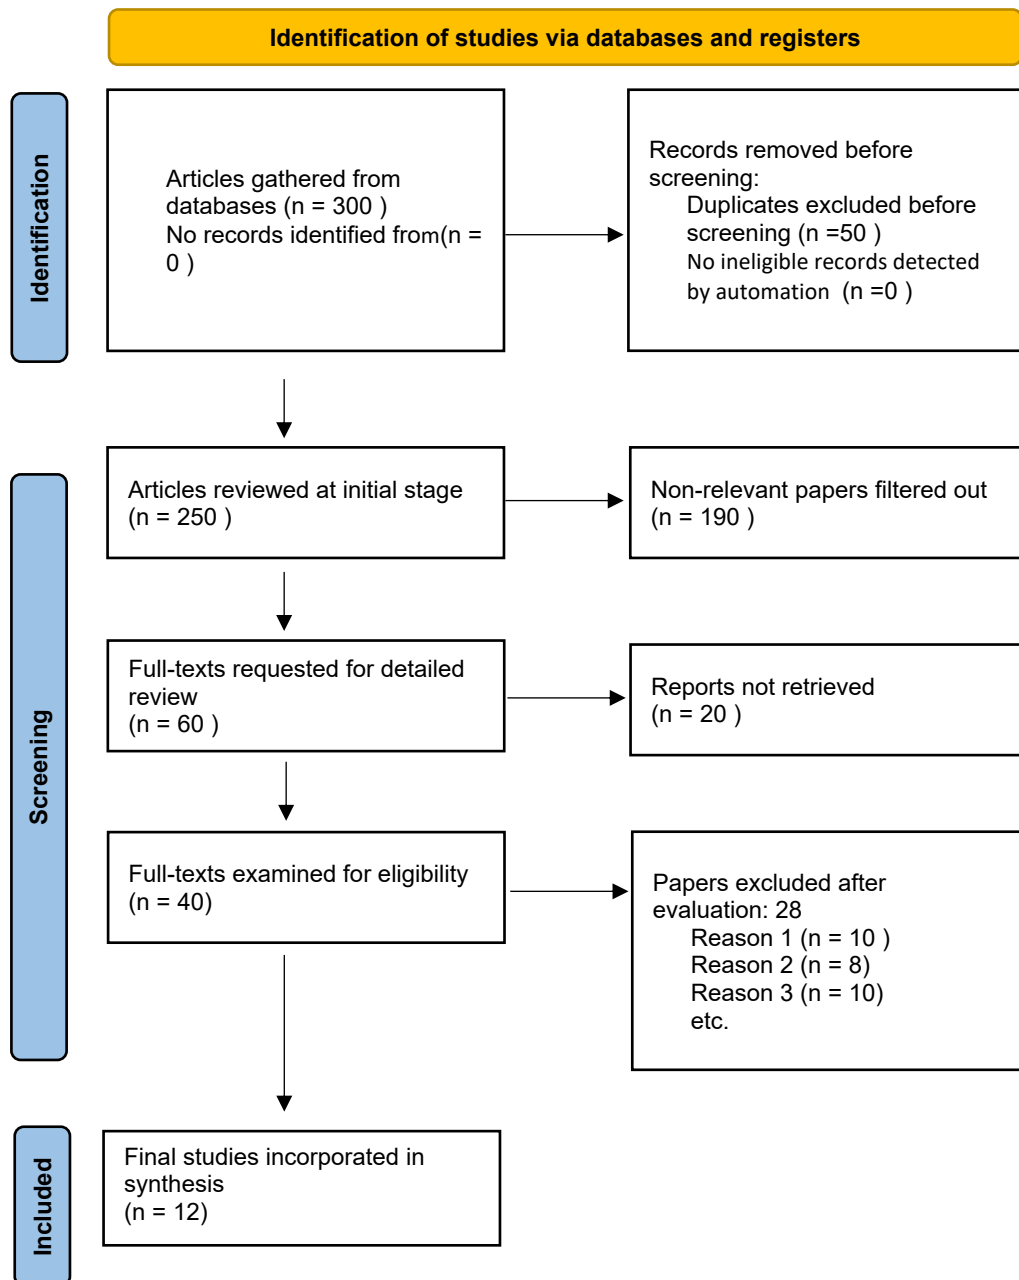 Identification of studies via databases and registers
Identification
Articles gathered from
databases (n = 300 )
No records identified from(n =
0 )
Records removed before
screening:
Duplicates excluded before
screening (n =50 )
No ineligible records detected
by automation  (n =0 )
Screening
Articles reviewed at initial stage
(n = 250 )
Non-relevant papers filtered out
(n = 190 )
Full-texts requested for detailed
review
(n = 60 )
Reports not retrieved
(n = 20 )
Full-texts examined for eligibility
(n = 40)
Papers excluded after
evaluation: 28
Reason 1 (n = 10 )
Reason 2 (n = 8)
Reason 3 (n = 10)
etc.
Included
Final studies incorporated in
synthesis
(n = 12)